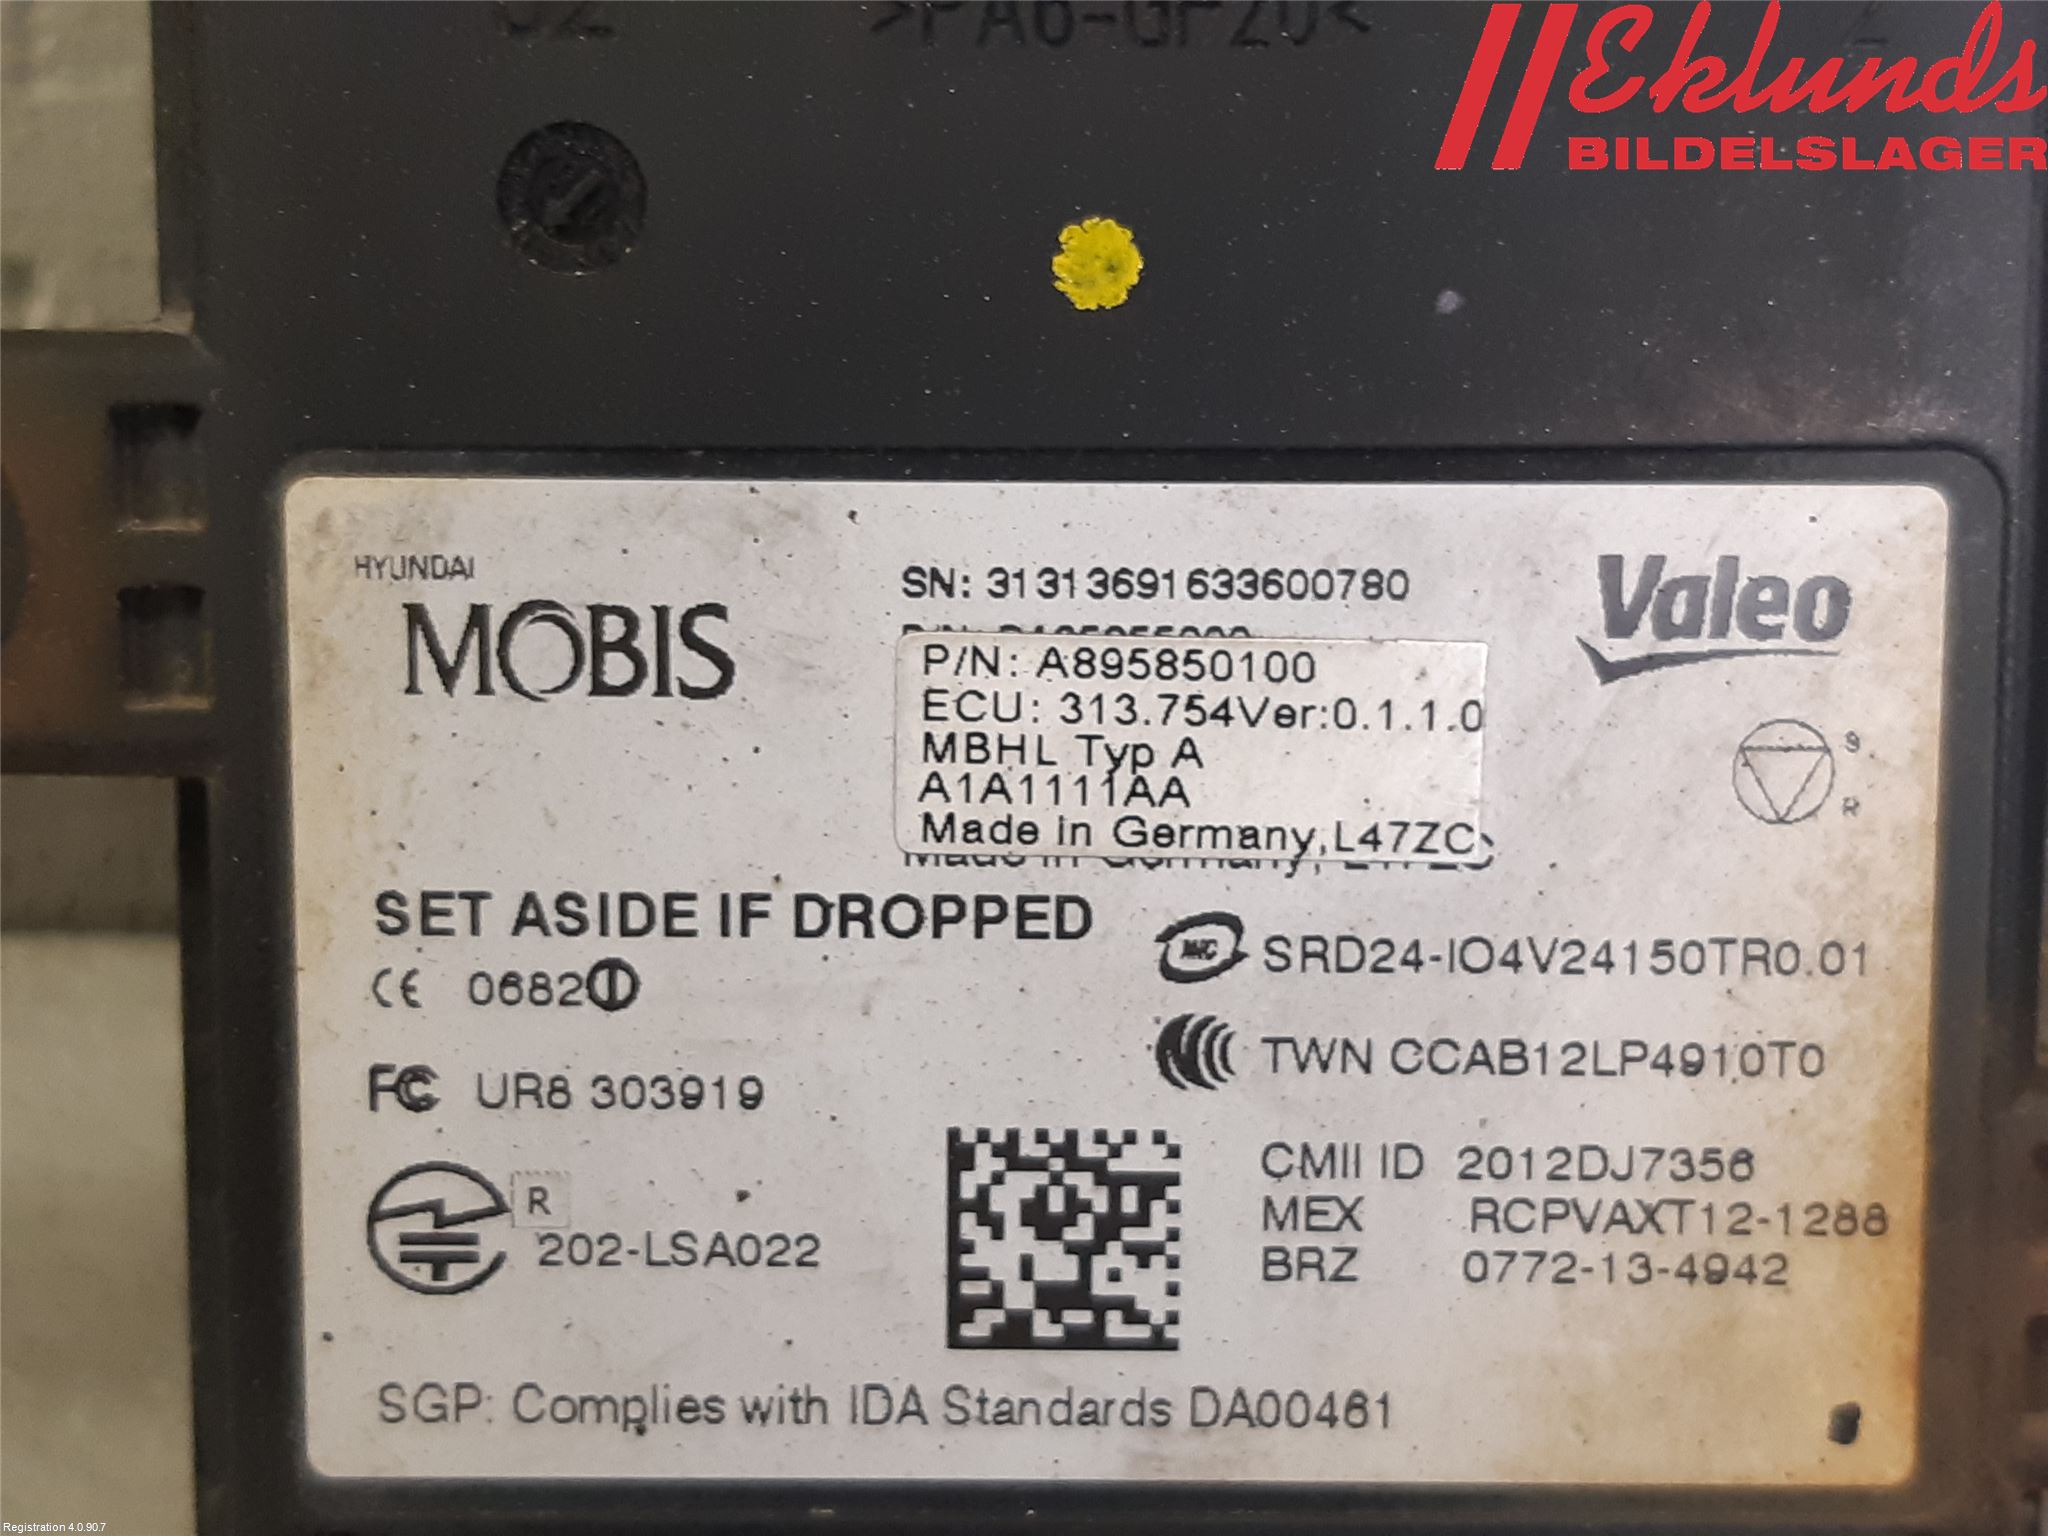 >PA6-GF20<
Eklunds
BILDELSLAGER
HYUNDAI
MOBIS
SN: 31313691633600780
Valeo
P/N: A895850100
ECU: 313.754Ver:0.1.1.0
MBHL Typ A
A1A1111AA
Made in Germany,L47ZC
9
R
SET ASIDE IF DROPPED
CE 0682
SRD24-IO4V24150TR0.01
FC UR8 303919
TWN CCAB12LP4910T0
R
202-LSA022
CMII ID 2012DJ7356
MEX RCPVAXT12-1288
BRZ 0772-13-4942
SGP: Complies with IDA Standards DA00461
Registration 4.0.90.7